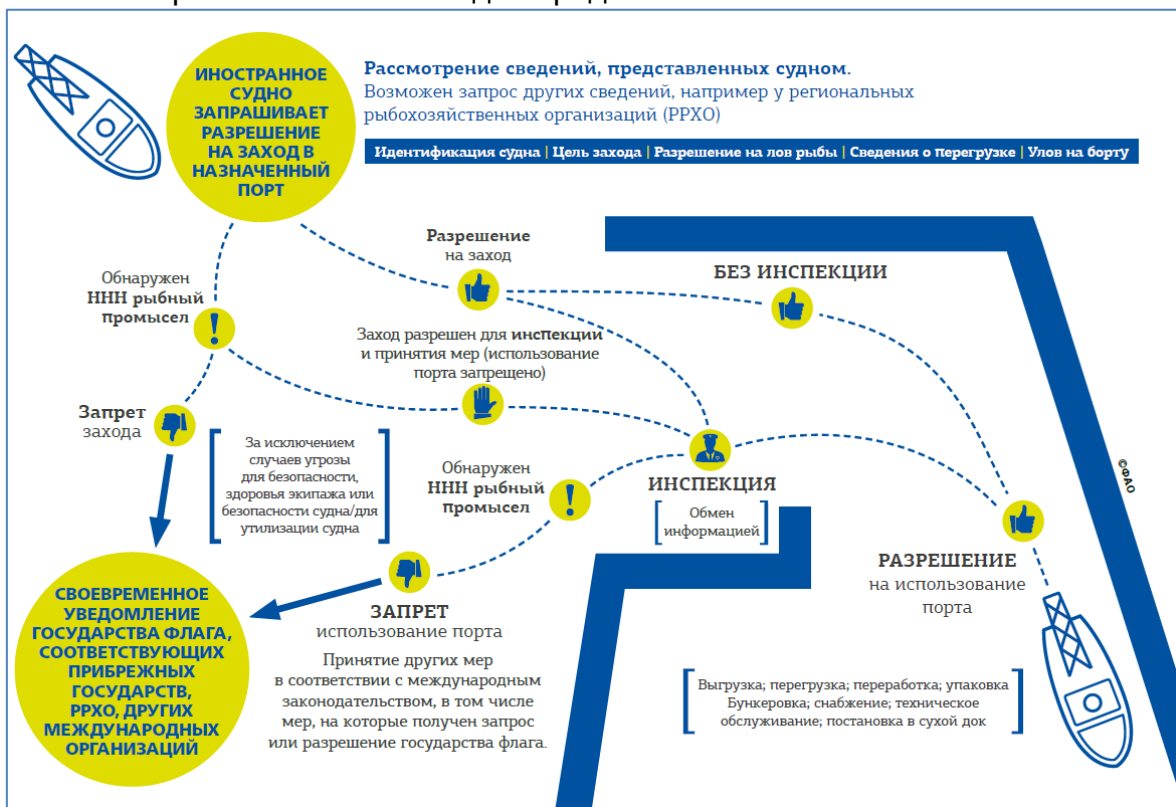 ИНОСТРАННОЕ
СУДНО
ЗАПРАШИВАЕТ
РАЗРЕШЕНИЕ
НА ЗАХОД В
НАЗНАЧЕННЫЙ
ПОРТ
Рассмотрение сведений, представленных судном.
Возможен запрос других сведений, например у региональных
рыбохозяйственных организаций (РРХО)
Идентификация судна | Цель захода | Разрешение на лов рыбы | Сведения о перегрузке | Улов на борту
Разрешение
на заход
БЕЗ ИНСПЕКЦИИ
Обнаружен
ННН рыбный
промысел
Заход разрешен для инспекции
и принятия мер (использование
порта запрещено)
Запрет
захода
За исключением
случаев угрозы
для безопасности,
здоровья экипажа или
безопасности судна/для
утилизации судна
Обнаружен
ННН рыбный
промысел
ИНСПЕКЦИЯ
Обмен
информацией
©ФАО
РАЗРЕШЕНИЕ
на использование
порта
СВОЕВРЕМЕННОЕ
УВЕДОМЛЕНИЕ
ГОСУДАРСТВА ФЛАГА,
СООТВЕТСТВУЮЩИХ
ПРИБРЕЖНЫХ
ГОСУДАРСТВ,
РРХО, ДРУГИХ
МЕЖДУНАРОДНЫХ
ОРГАНИЗАЦИЙ
ЗАПРЕТ
использование порта
Принятие других мер
в соответствии с международным
законодательством, в том числе
мер, на которые получен запрос
или разрешение государства флага.
Выгрузка; перегрузка; переработка; упаковка
Бункеровка; снабжение; техническое
обслуживание; постановка в сухой док